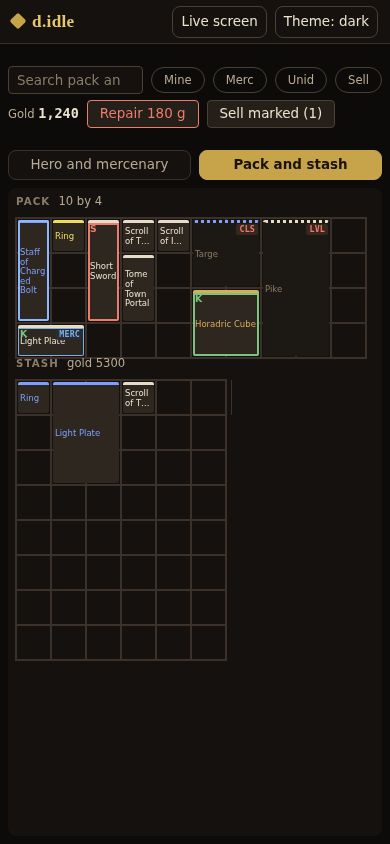 d.idle
Live screen
Theme: dark
Search pack an
Mine
Merc
Unid
Sell
Gold 1,240
Repair 180 g
Sell marked (1)
Hero and mercenary
Pack and stash
PACK 10 by 4
Staff
of
Charg
ed
Bolt
Ring
S
Short
Sword
Scroll
of T...
Scroll
of I...
Tome
of
Town
Portal
CLS
Targe
LVL
Pike
K
Horadric Cube
K
MERC
Light Plate
STASH gold 5300
Ring
Light Plate
Scroll
of T...